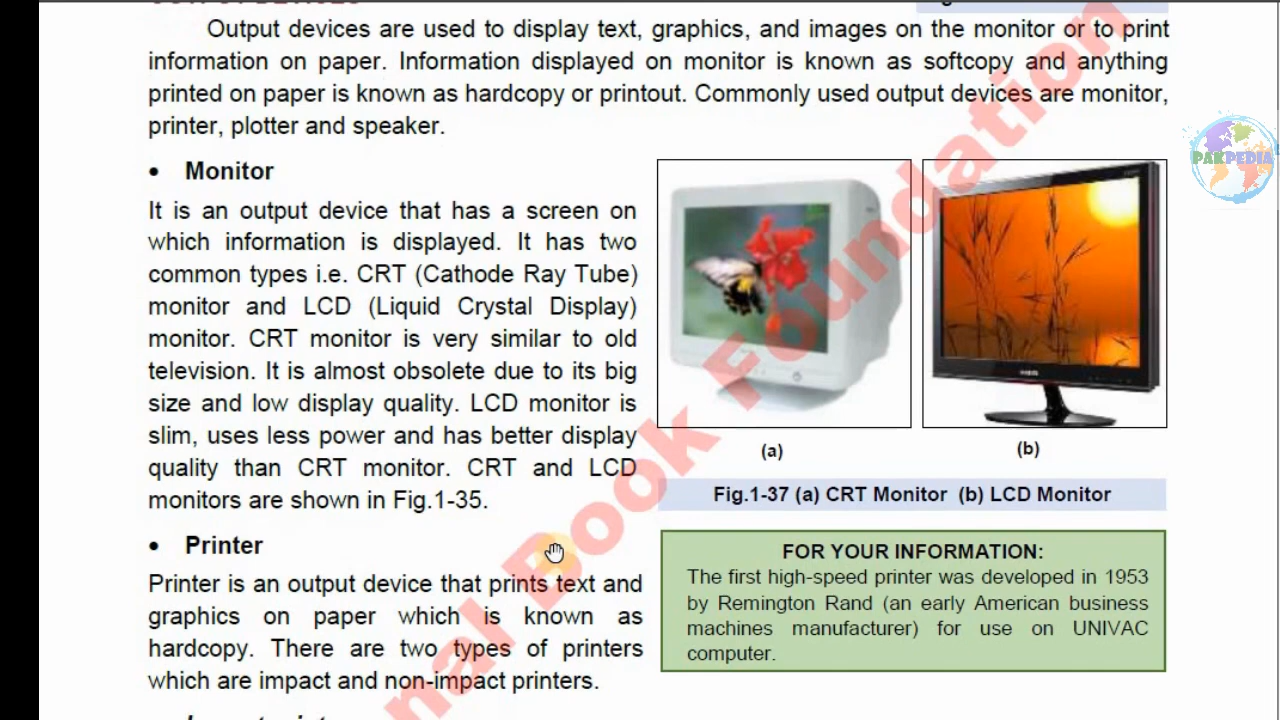 Output devices are used to display text, graphics, and images on the monitor or to print
information on paper. Information displayed on monitor is known as softcopy and anything
printed on paper is known as hardcopy or printout. Commonly used output devices are monitor,
printer, plotter and speaker.
• Monitor
It is an output device that has a screen on
which information is displayed. It has two
common types i.e. CRT (Cathode Ray Tube)
monitor and LCD (Liquid Crystal Display)
monitor. CRT monitor is very similar to old
television. It is almost obsolete due to its big
size and low display quality. LCD monitor is
slim, uses less power and has better display
quality than CRT monitor. CRT and LCD
monitors are shown in Fig.1-35.
• Printer
Printer is an output device that prints text and
graphics on paper which is known as
hardcopy. There are two types of printers
which are impact and non-impact printers.
(a)
(b)
Fig.1-37 (a) CRT Monitor (b) LCD Monitor
FOR YOUR INFORMATION:
The first high-speed printer was developed in 1953
by Remington Rand (an early American business
machines manufacturer) for use on UNIVAC
computer.
PAKPEDIA
Book Foundation